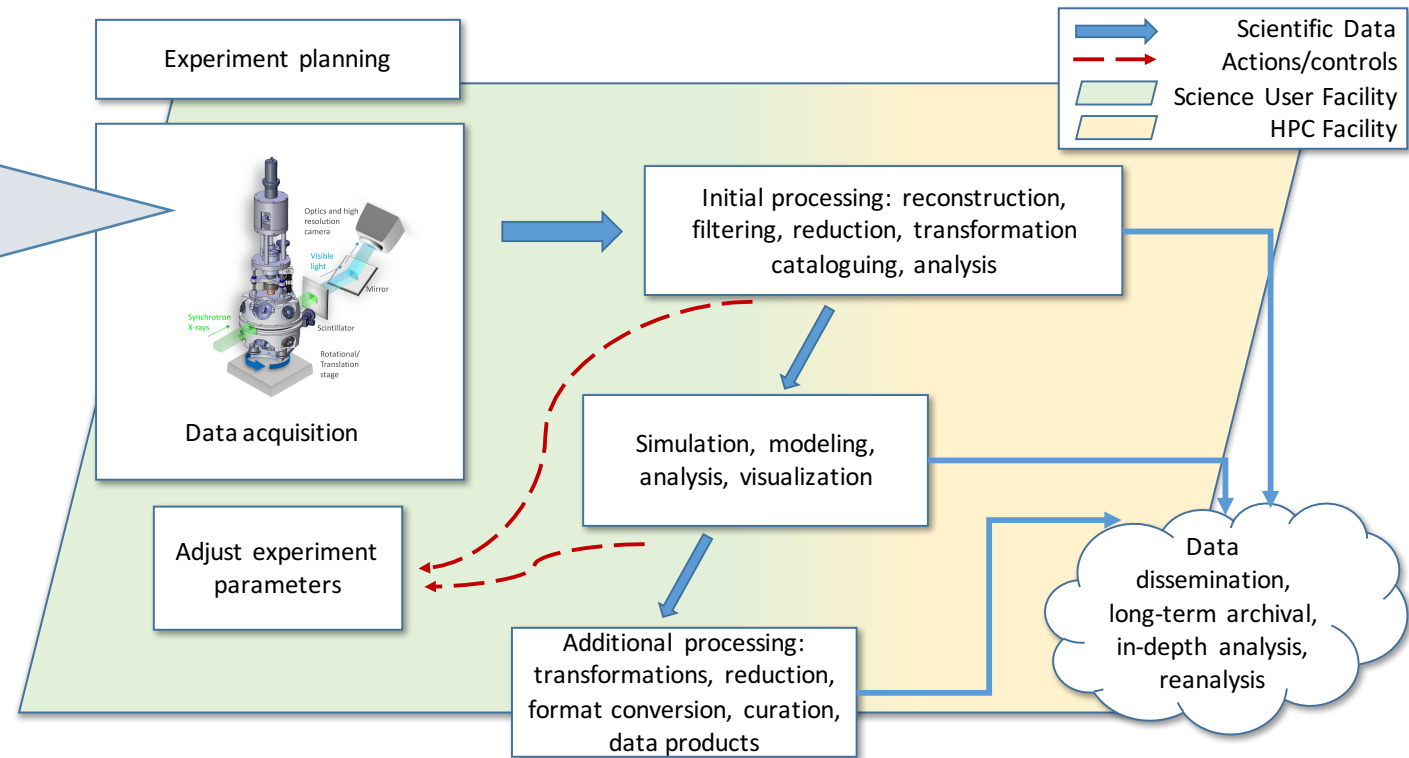 Experiment planning
Scientific Data
Actions/controls
Science User Facility
HPC Facility
Optics and high
resolution
camera
Visible
light
Mirror
Synchrotron
X-rays
Scintillator
Rotational/
Translation
stage
Data acquisition
Initial processing: reconstruction,
filtering, reduction, transformation
cataloguing, analysis
Simulation, modeling,
analysis, visualization
Adjust experiment
parameters
Additional processing:
transformations, reduction,
format conversion, curation,
data products
Data
dissemination,
long-term archival,
in-depth analysis,
reanalysis